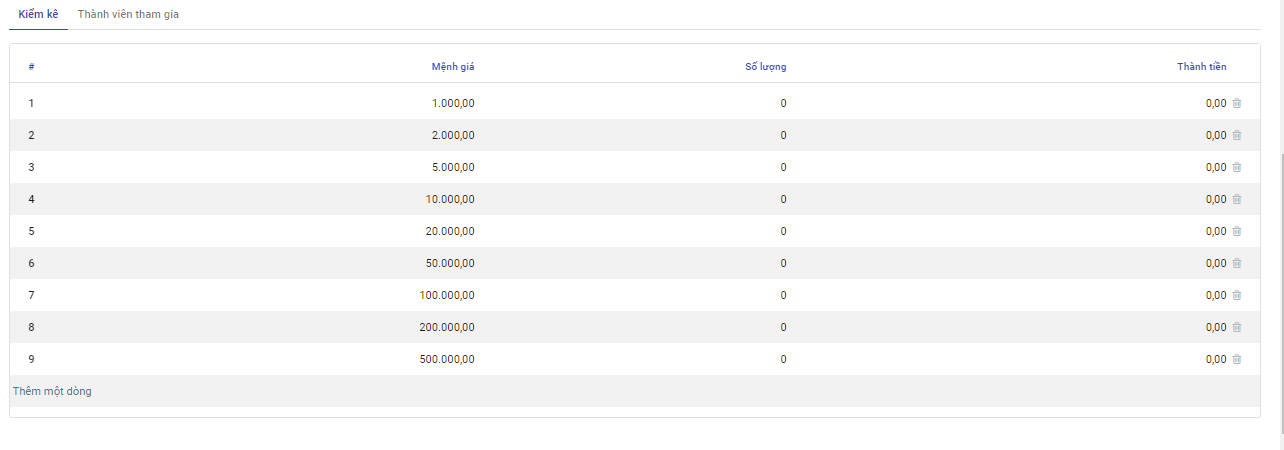 Kiểm kê Thành viên tham gia
# Mệnh giá Số lượng Thành tiền
1 1.000,00 0 0,00
2 2.000,00 0 0,00
3 5.000,00 0 0,00
4 10.000,00 0 0,00
5 20.000,00 0 0,00
6 50.000,00 0 0,00
7 100.000,00 0 0,00
8 200.000,00 0 0,00
9 500.000,00 0 0,00
Thêm một dòng